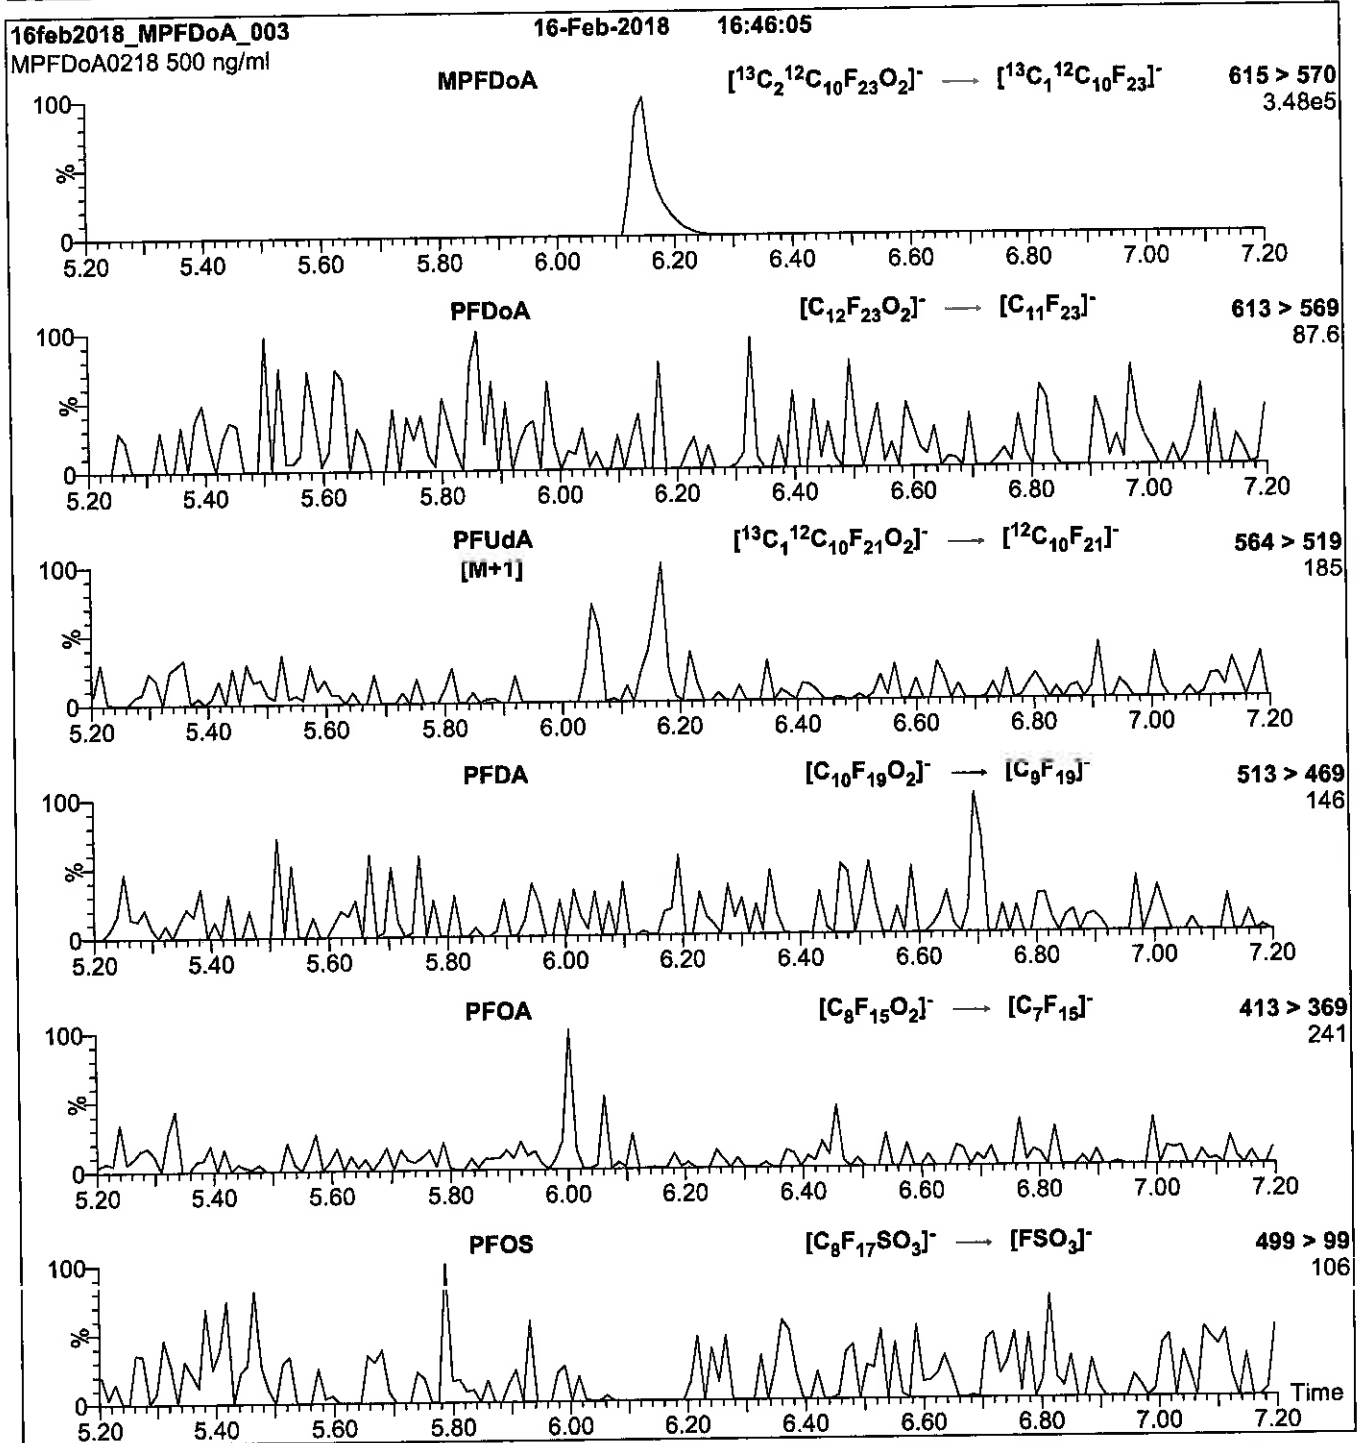 16feb2018_MPFDoA_003 16-Feb-2018 16:46:05
MPFDoA0218 500 ng/ml
MPFDoA [¹³C₂¹²C₁₀F₂₃O₂]⁻ → [¹³C₁¹²C₁₀F₂₃]⁻ 615 > 570
3.48e5
100
%
0
5.20 5.40 5.60 5.80 6.00 6.20 6.40 6.60 6.80 7.00 7.20
PFDoA [C₁₂F₂₃O₂]⁻ → [C₁₁F₂₃]⁻ 613 > 569
87.6
100
%
0
5.20 5.40 5.60 5.80 6.00 6.20 6.40 6.60 6.80 7.00 7.20
PFUdA [¹³C₁¹²C₁₀F₂₁O₂]⁻ → [¹²C₁₀F₂₁]⁻ 564 > 519
[M+1] 185
100
%
0
5.20 5.40 5.60 5.80 6.00 6.20 6.40 6.60 6.80 7.00 7.20
PFDA [C₁₀F₁₉O₂]⁻ → [C₉F₁₉]⁻ 513 > 469
146
100
%
0
5.20 5.40 5.60 5.80 6.00 6.20 6.40 6.60 6.80 7.00 7.20
PFOA [C₈F₁₅O₂]⁻ → [C₇F₁₅]⁻ 413 > 369
241
100
%
0
5.20 5.40 5.60 5.80 6.00 6.20 6.40 6.60 6.80 7.00 7.20
PFOS [C₈F₁₇SO₃]⁻ → [FSO₃]⁻ 499 > 99
106
100
%
0
Time
5.20 5.40 5.60 5.80 6.00 6.20 6.40 6.60 6.80 7.00 7.20